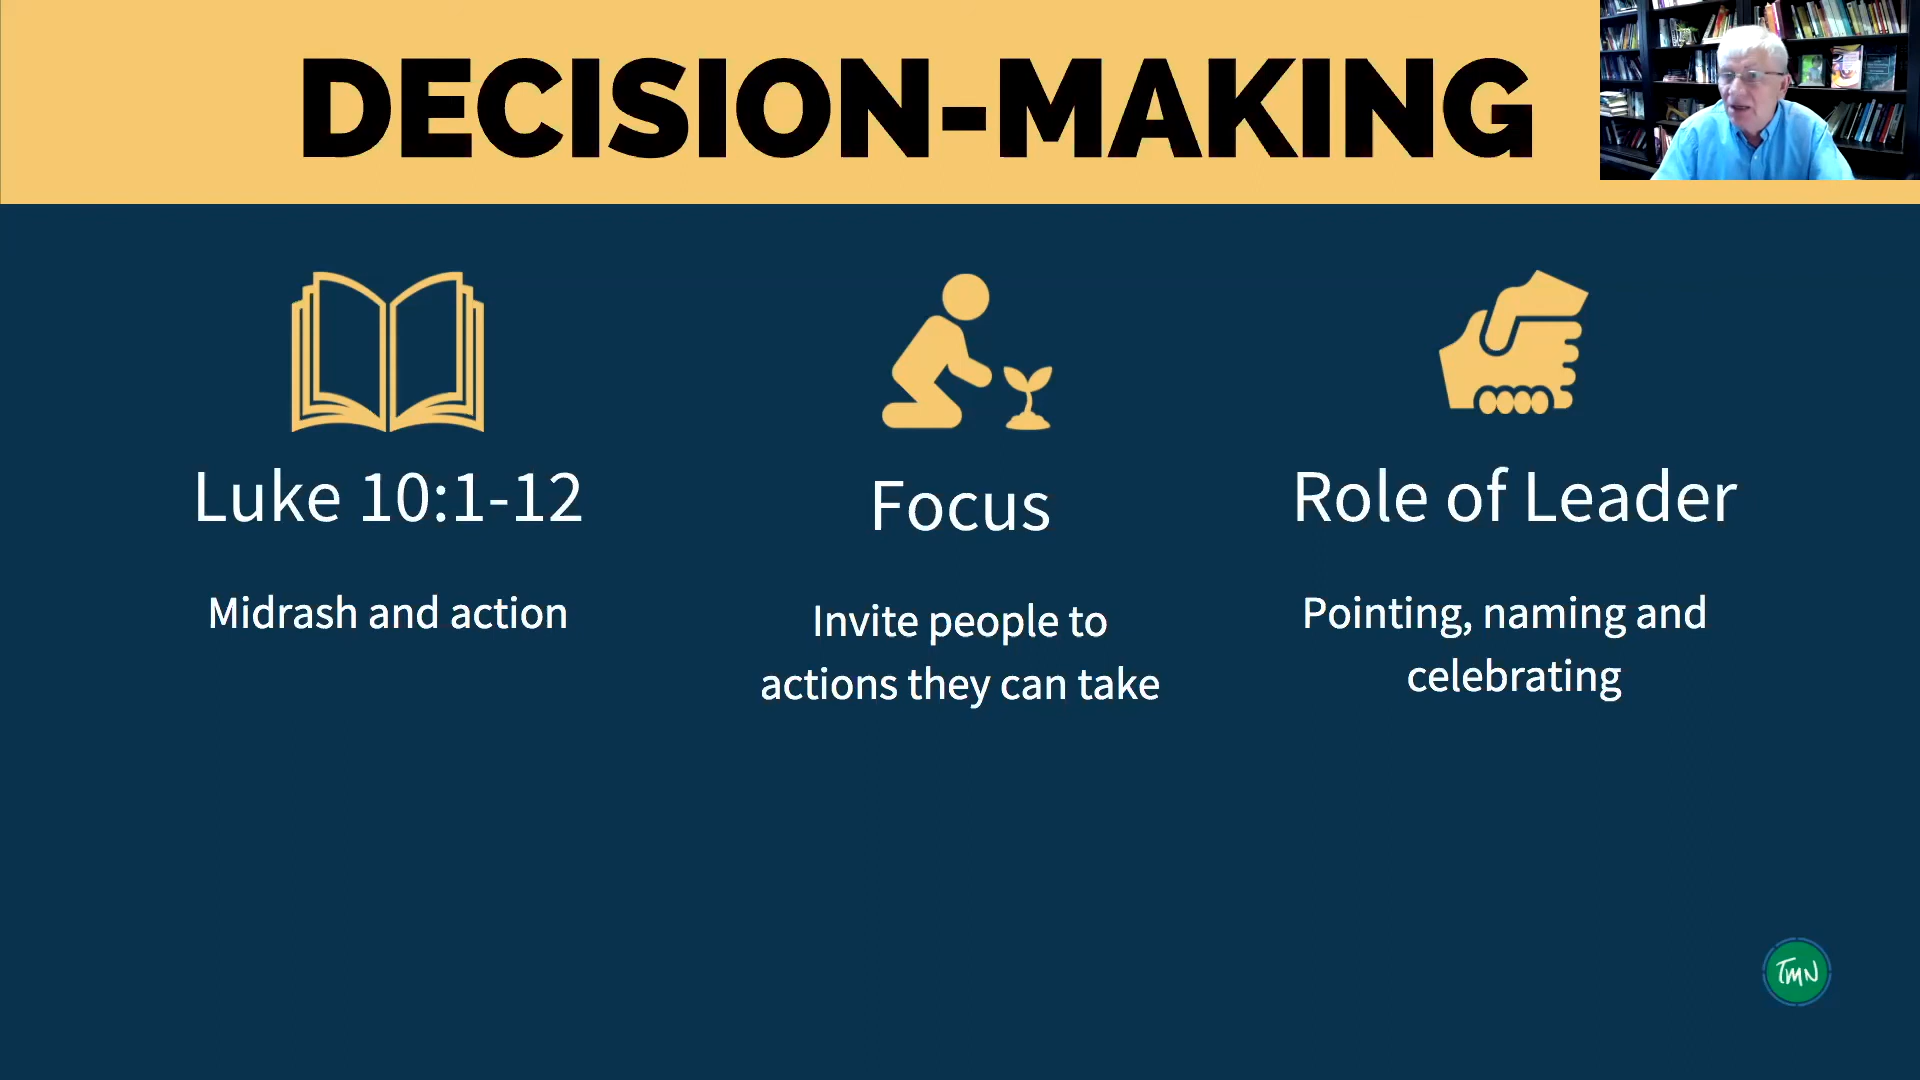 DECISION-MAKING
Luke 10:1-12
Midrash and action
Focus
Invite people to
actions they can take
Role of Leader
Pointing, naming and
celebrating
TMN